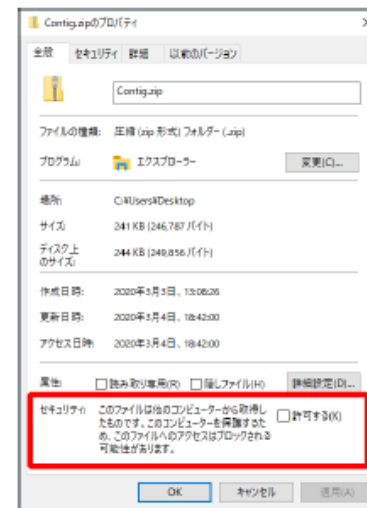 Contig.zipのプロパティ
全般 セキュリティ 詳細 以前のバージョン
Contig.zip
ファイルの種類: 圧縮 (zip 形式) フォルダー (.zip)
プログラム: エクスプローラー 変更(C)...
場所: C:¥Users¥Desktop
サイズ: 241 KB (246,787 バイト)
ディスク上
のサイズ: 244 KB (249,856 バイト)
作成日時: 2020年3月3日、13:08:26
更新日時: 2020年3月4日、18:42:00
アクセス日時: 2020年3月4日、18:42:00
属性: 読み取り専用(R) 隠しファイル(H) 詳細設定(D)...
セキュリティ: このファイルは他のコンピューターから取得し 許可する(K)
たものです。このコンピューターを保護するた
め、このファイルへのアクセスはブロックされる
可能性があります。
OK キャンセル 適用(A)